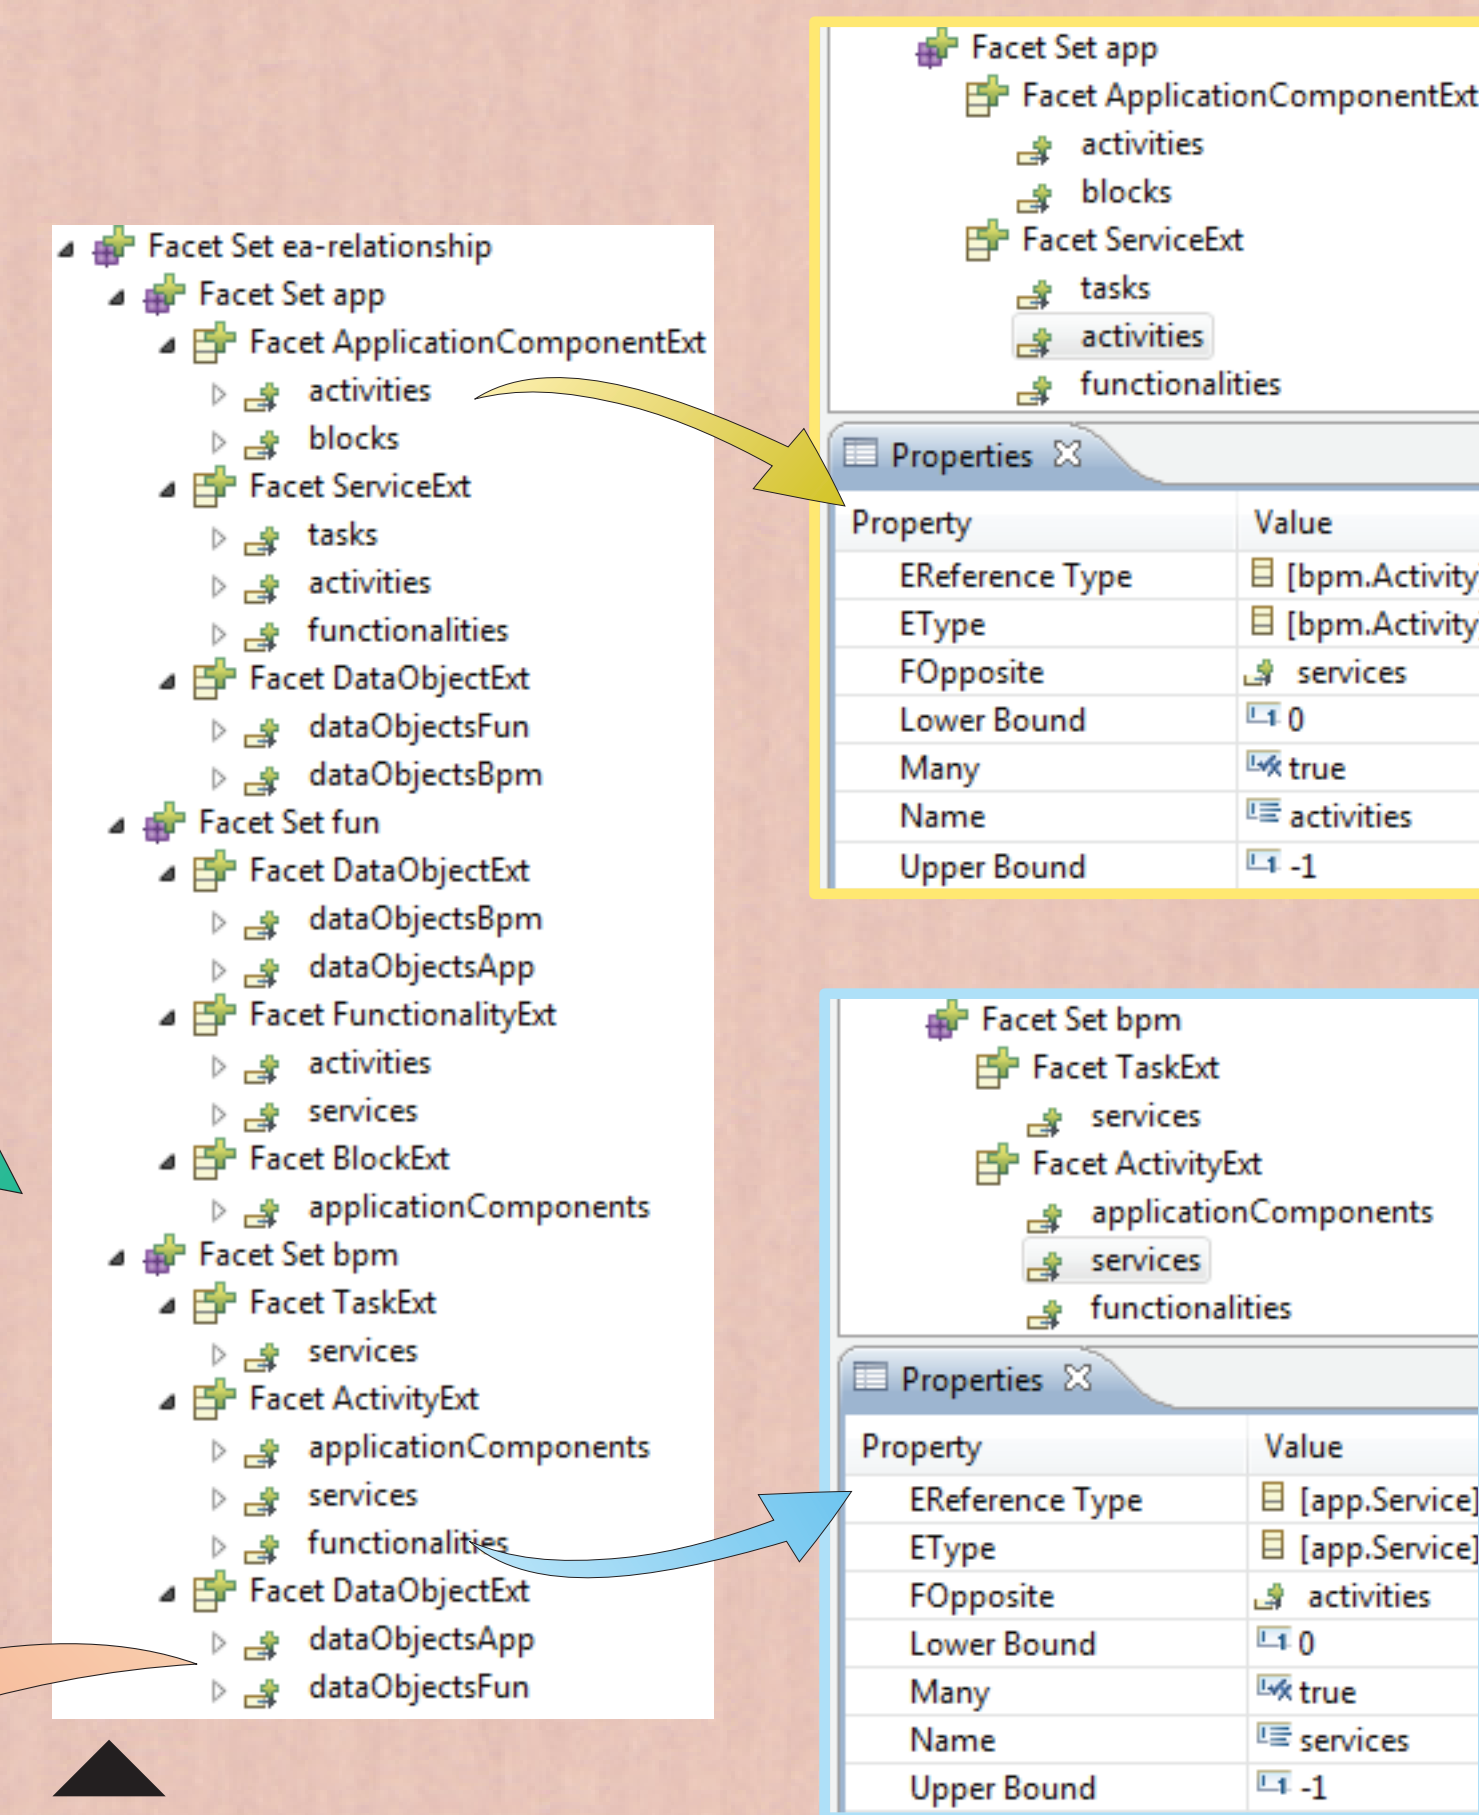 Facet Set ea-relationship
Facet Set app
Facet ApplicationComponentExt
activities
blocks
Facet ServiceExt
tasks
activities
functionalities
Facet DataObjectExt
dataObjectsFun
dataObjectsBpm
Facet Set fun
Facet DataObjectExt
dataObjectsBpm
dataObjectsApp
Facet FunctionalityExt
activities
services
Facet BlockExt
applicationComponents
Facet Set bpm
Facet TaskExt
services
Facet ActivityExt
applicationComponents
services
functionalities
Facet DataObjectExt
dataObjectsApp
dataObjectsFun
Facet Set app
Facet ApplicationComponentExt
activities
blocks
Facet ServiceExt
tasks
activities
functionalities
Properties
Property Value
EReference Type [bpm.Activity]
EType [bpm.Activity]
FOpposite services
Lower Bound 0
Many true
Name activities
Upper Bound -1
Facet Set bpm
Facet TaskExt
services
Facet ActivityExt
applicationComponents
services
functionalities
Properties
Property Value
EReference Type [app.Service]
EType [app.Service]
FOpposite activities
Lower Bound 0
Many true
Name services
Upper Bound -1